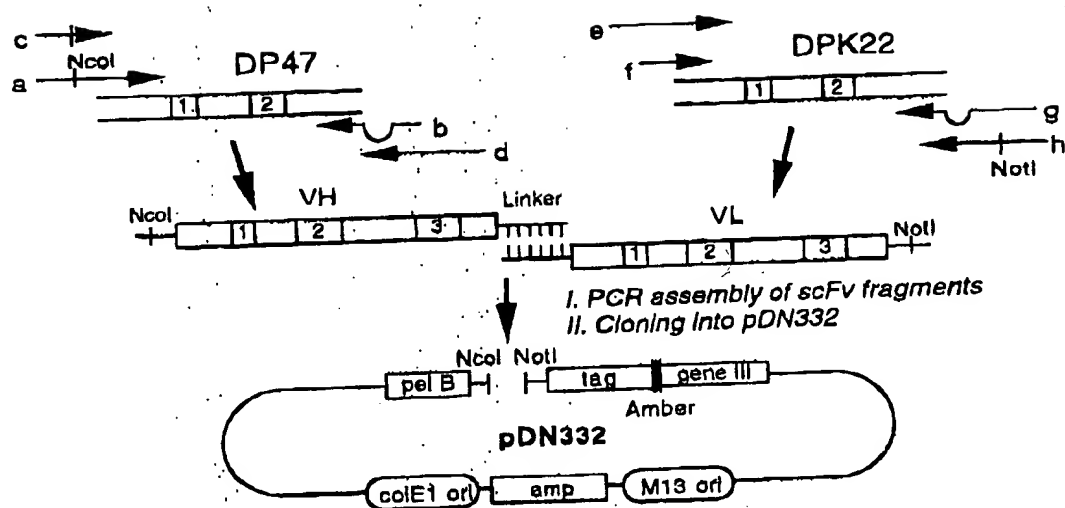 c
NcoI
a
DP47
1 2
b
d
e
f
DPK22
1 2
g
h
NotI
VH
Linker
VL
NcoI
1 2 3
NotI
1 2 3
I. PCR assembly of scFv fragments
II. Cloning into pDN332
NcoI NotI
pel B
tag
gene III
Amber
pDN332
colE1 ori
amp
M13 ori